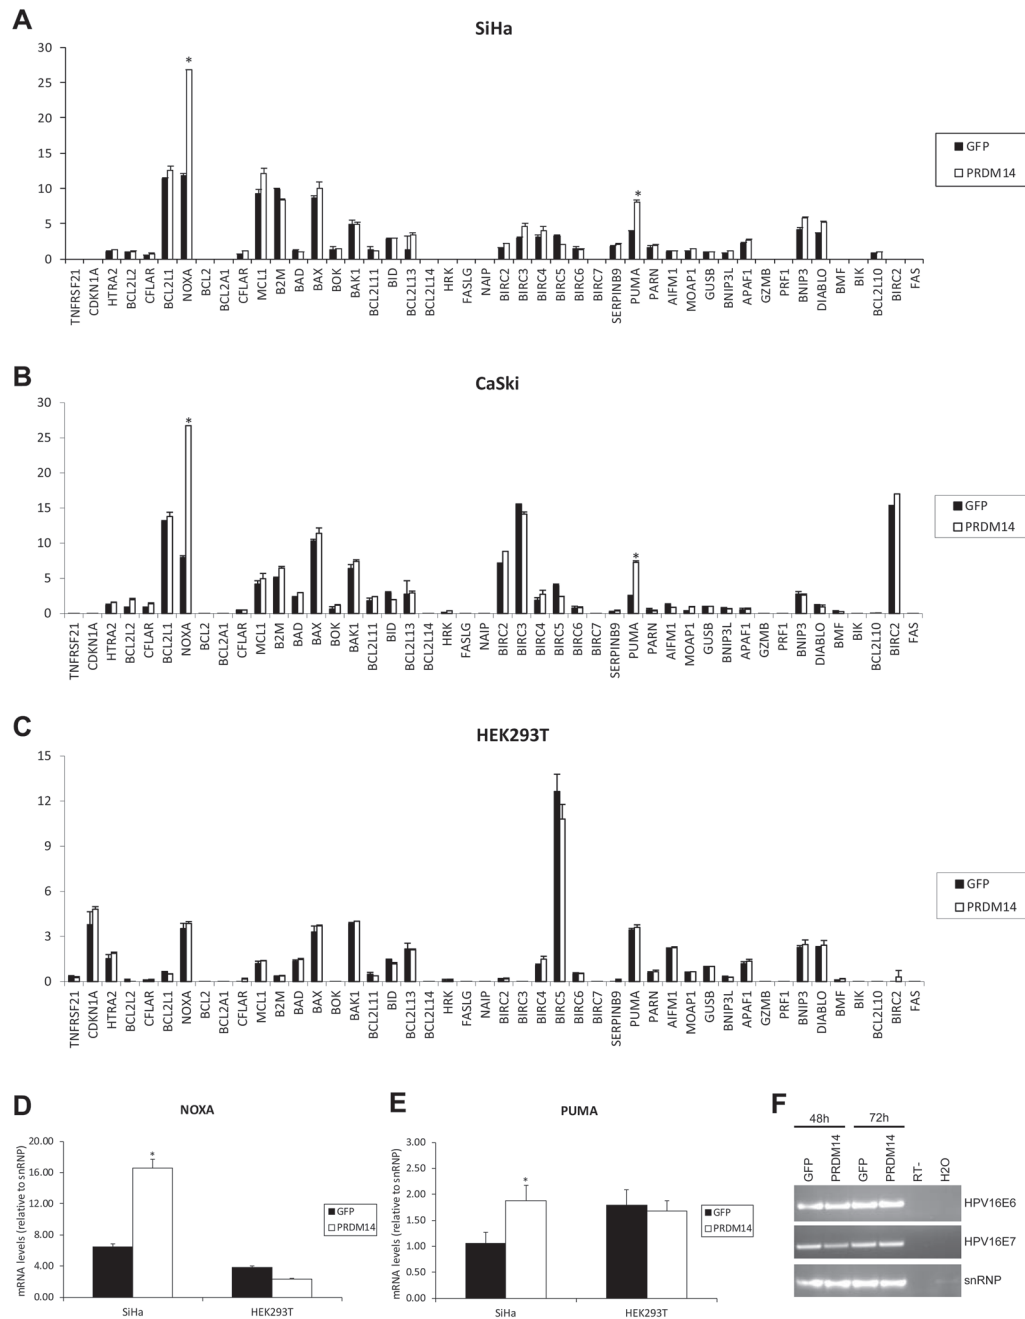 A
SiHa
30
25
20
15
10
5
0
*
*
GFP
PRDM14
TNFRSF21
CDKN1A
HTRA2
BCL2L2
CFLAR
BCL2L1
NOXA
BCL2
BCL2A1
CFLAR
MCL1
B2M
BAD
BAX
BOK
BAK1
BCL2L11
BID
BCL2L13
BCL2L14
HRK
FASLG
NAIP
BIRC2
BIRC3
BIRC4
BIRC5
BIRC6
BIRC7
SERPINB9
PUMA
PARN
AIFM1
MOAP1
GUSB
BNIP3L
APAF1
GZMB
PRF1
BNIP3
DIABLO
BMF
BIK
BCL2L10
BIRC2
FAS
B
CaSki
30
25
20
15
10
5
0
*
*
GFP
PRDM14
TNFRSF21
CDKN1A
HTRA2
BCL2L2
CFLAR
BCL2L1
NOXA
BCL2
BCL2A1
CFLAR
MCL1
B2M
BAD
BAX
BOK
BAK1
BCL2L11
BID
BCL2L13
BCL2L14
HRK
FASLG
NAIP
BIRC2
BIRC3
BIRC4
BIRC5
BIRC6
BIRC7
SERPINB9
PUMA
PARN
AIFM1
MOAP1
GUSB
BNIP3L
APAF1
GZMB
PRF1
BNIP3
DIABLO
BMF
BIK
BCL2L10
BIRC2
FAS
C
HEK293T
15
12
9
6
3
0
GFP
PRDM14
TNFRSF21
CDKN1A
HTRA2
BCL2L2
CFLAR
BCL2L1
NOXA
BCL2
BCL2A1
CFLAR
MCL1
B2M
BAD
BAX
BOK
BAK1
BCL2L11
BID
BCL2L13
BCL2L14
HRK
FASLG
NAIP
BIRC2
BIRC3
BIRC4
BIRC5
BIRC6
BIRC7
SERPINB9
PUMA
PARN
AIFM1
MOAP1
GUSB
BNIP3L
APAF1
GZMB
PRF1
BNIP3
DIABLO
BMF
BIK
BCL2L10
BIRC2
FAS
D
NOXA
mRNA levels (relative to snRNP)
20.00
16.00
12.00
8.00
4.00
0.00
*
GFP
PRDM14
SiHa
HEK293T
E
PUMA
mRNA levels (relative to snRNP)
3.00
2.50
2.00
1.50
1.00
0.50
0.00
*
GFP
PRDM14
SiHa
HEK293T
F
48h
72h
GFP
PRDM14
GFP
PRDM14
RT-
H2O
HPV16E6
HPV16E7
snRNP